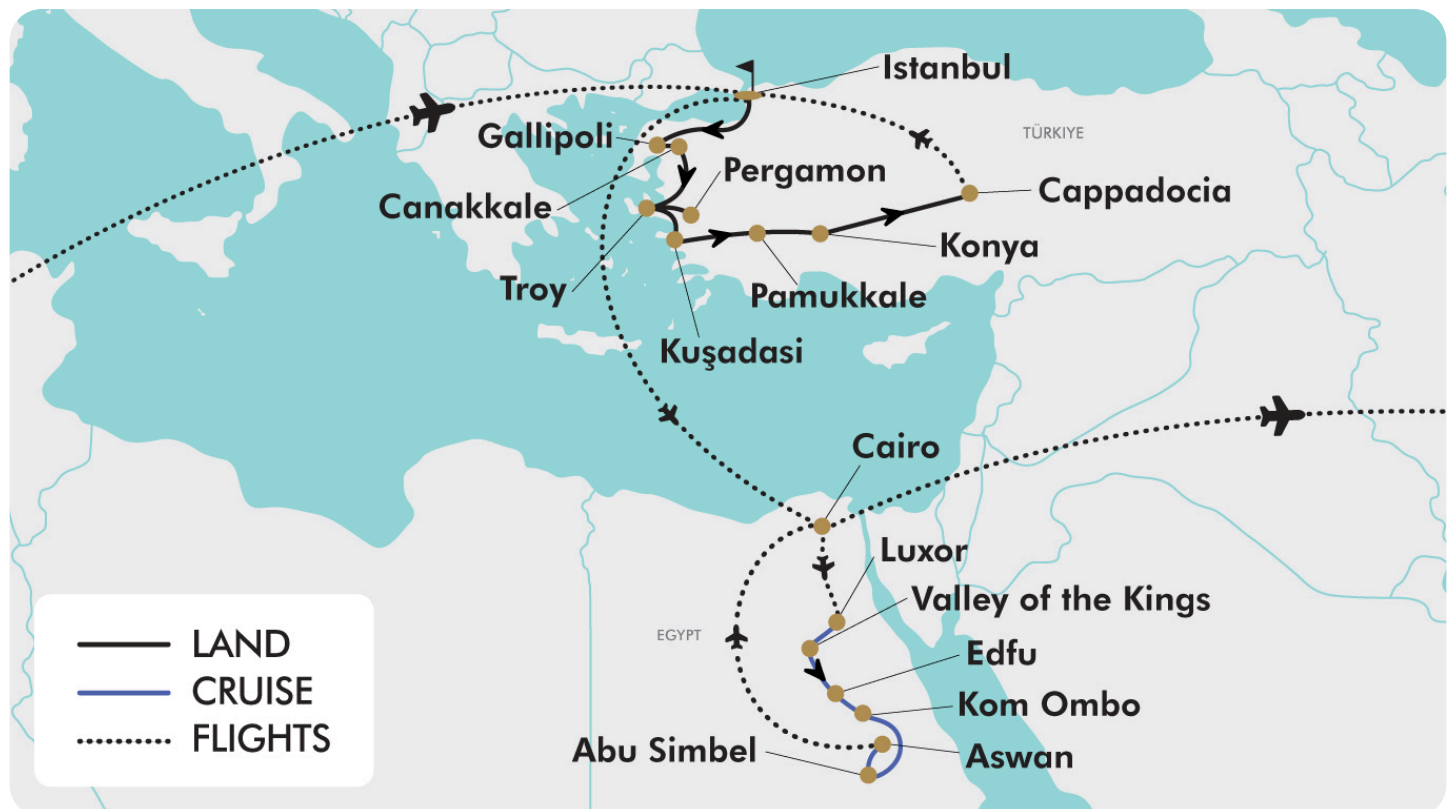 Istanbul
TÜRKIYE
Gallipoli
Pergamon
Canakkale
Cappadocia
Konya
Troy
Pamukkale
Kuşadasi
Cairo
Luxor
Valley of the Kings
EGYPT
Edfu
Kom Ombo
Abu Simbel
Aswan
LAND
CRUISE
FLIGHTS